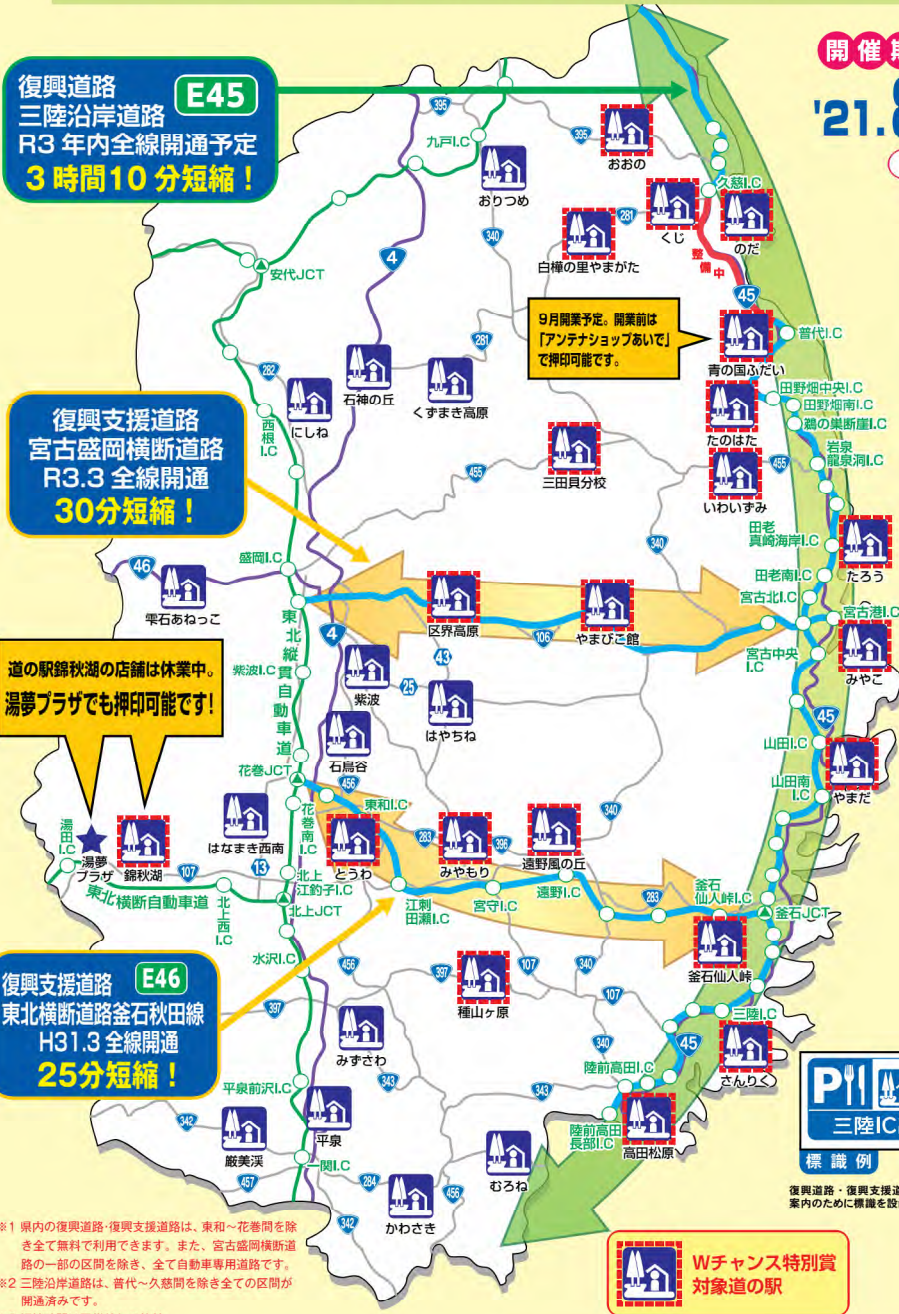 開催
'21.
復興道路
三陸沿岸道路
E45
R3 年内全線開通予定
3 時間10 分短縮！
395
九戸I.C
395
おおの
おりつめ
久慈I.C
くじ
のだ
340
281
白樺の里やまがた
整備中
4
安代JCT
45
9月開業予定。開業前は
「アンテナショップあいで」
で押印可能です。
普代I.C
青の国ふだい
282
石神の丘
281
くずまき高原
にしね
西根I.C
田野畑中央I.C
田野畑南I.C
鵜の巣断崖I.C
たのはた
復興支援道路
宮古盛岡横断道路
R3.3 全線開通
30分短縮！
三田貝分校
455
455
岩泉
龍泉洞I.C
いわいずみ
340
田老
真崎海岸I.C
たろう
盛岡I.C
46
雫石あねっこ
区界高原
106
やまびこ館
田老南I.C
宮古北I.C
宮古港I.C
宮古中央
I.C
みやこ
東北縦貫自動車道
4
43
25
道の駅錦秋湖の店舗は休業中。
湯夢プラザでも押印可能です!
紫波I.C
紫波
はやちね
45
山田I.C
山田南
I.C
やまだ
石鳥谷
花巻JCT
456
東和I.C
340
花巻南I.C
はなまき西南
とうわ
283
みやもり
396
遠野風の丘
湯田I.C
湯夢
プラザ
錦秋湖
107
13
北上
江釣子I.C
東北横断自動車道
北上西I.C
北上JCT
江刺
田瀬I.C
宮守I.C
遠野I.C
283
釜石
仙人峠I.C
釜石JCT
釜石仙人峠
水沢I.C
復興支援道路
E46
東北横断道路釜石秋田線
H31.3 全線開通
25分短縮！
456
397
397
種山ヶ原
107
340
107
三陸I.C
さんりく
みずさわ
343
340
45
343
陸前高田I.C
平泉前沢I.C
陸前高田
長部I.C
高田松原
342
厳美渓
平泉
一関I.C
457
284
456
342
かわさき
むろね
P
三陸IC
標識例
復興道路・復興支援道
案内のために標識を設
※1 県内の復興道路・復興支援道路は、東和～花巻間を除
き全て無料で利用できます。また、宮古盛岡横断道
路の一部の区間を除き、全て自動車専用道路です。
※2 三陸沿岸道路は、普代～久慈間を除き全ての区間が
開通済みです。
Wチャンス特別賞
対象道の駅